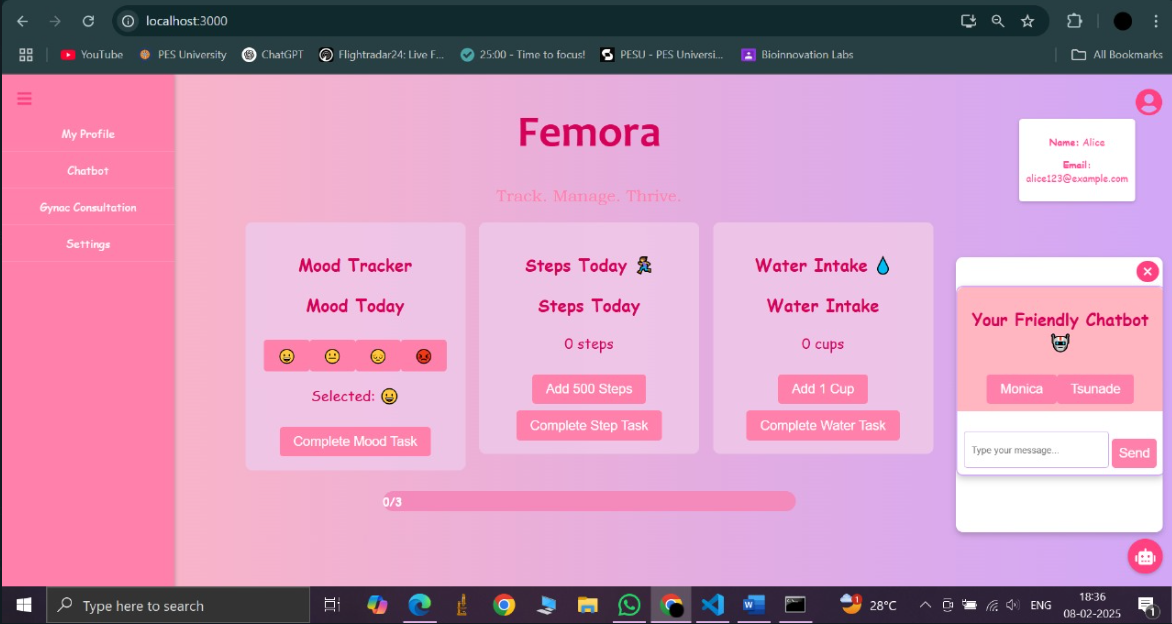 localhost:3000
YouTube
PES University
ChatGPT
Flightradar24: Live F...
25:00 - Time to focus!
PESU - PES Universi...
Bioinnovation Labs
All Bookmarks
My Profile
Chatbot
Gynac Consultation
Settings
Femora
Track. Manage. Thrive.
Name: Alice
Email:
alice123@example.com
Mood Tracker
Mood Today
Selected: 😀
Complete Mood Task
Steps Today 🏃
Steps Today
0 steps
Add 500 Steps
Complete Step Task
Water Intake 💧
Water Intake
0 cups
Add 1 Cup
Complete Water Task
0/3
Your Friendly Chatbot
Monica
Tsunade
Type your message...
Send
Type here to search
1
28°C
ENG
18:36
08-02-2025
1